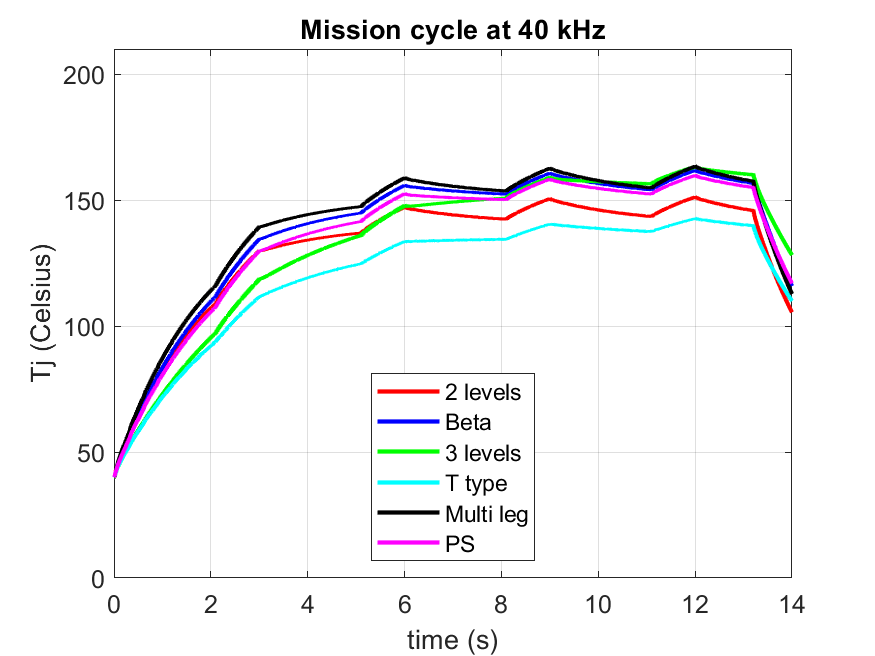 Mission cycle at 40 kHz
200
150
100
50
0
Tj (Celsius)
2 levels
Beta
3 levels
T type
Multi leg
PS
0 2 4 6 8 10 12 14
time (s)